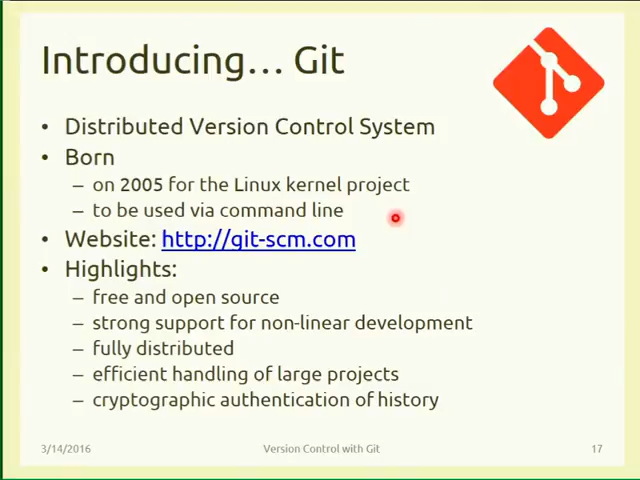 Introducing... Git
• Distributed Version Control System
• Born
– on 2005 for the Linux kernel project
– to be used via command line
• Website: http://git-scm.com
• Highlights:
– free and open source
– strong support for non-linear development
– fully distributed
– efficient handling of large projects
– cryptographic authentication of history
3/14/2016
Version Control with Git
17